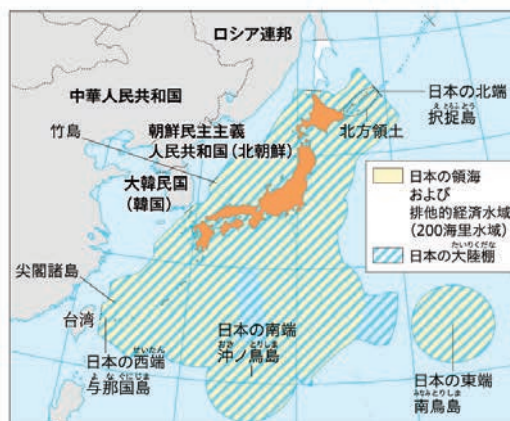 ロシア連邦
中華人民共和国
竹島
朝鮮民主主義
人民共和国(北朝鮮)
大韓民国
(韓国)
日本の北端
えとろふとう
択捉島
北方領土
日本の領海
および
排他的経済水域
(200海里水域)
たいりくだな
日本の大陸棚
尖閣諸島
台湾
せいたん
日本の西端
よなぐにじま
与那国島
日本の南端
おきのとりしま
沖ノ鳥島
日本の東端
みなみとりしま
南鳥島